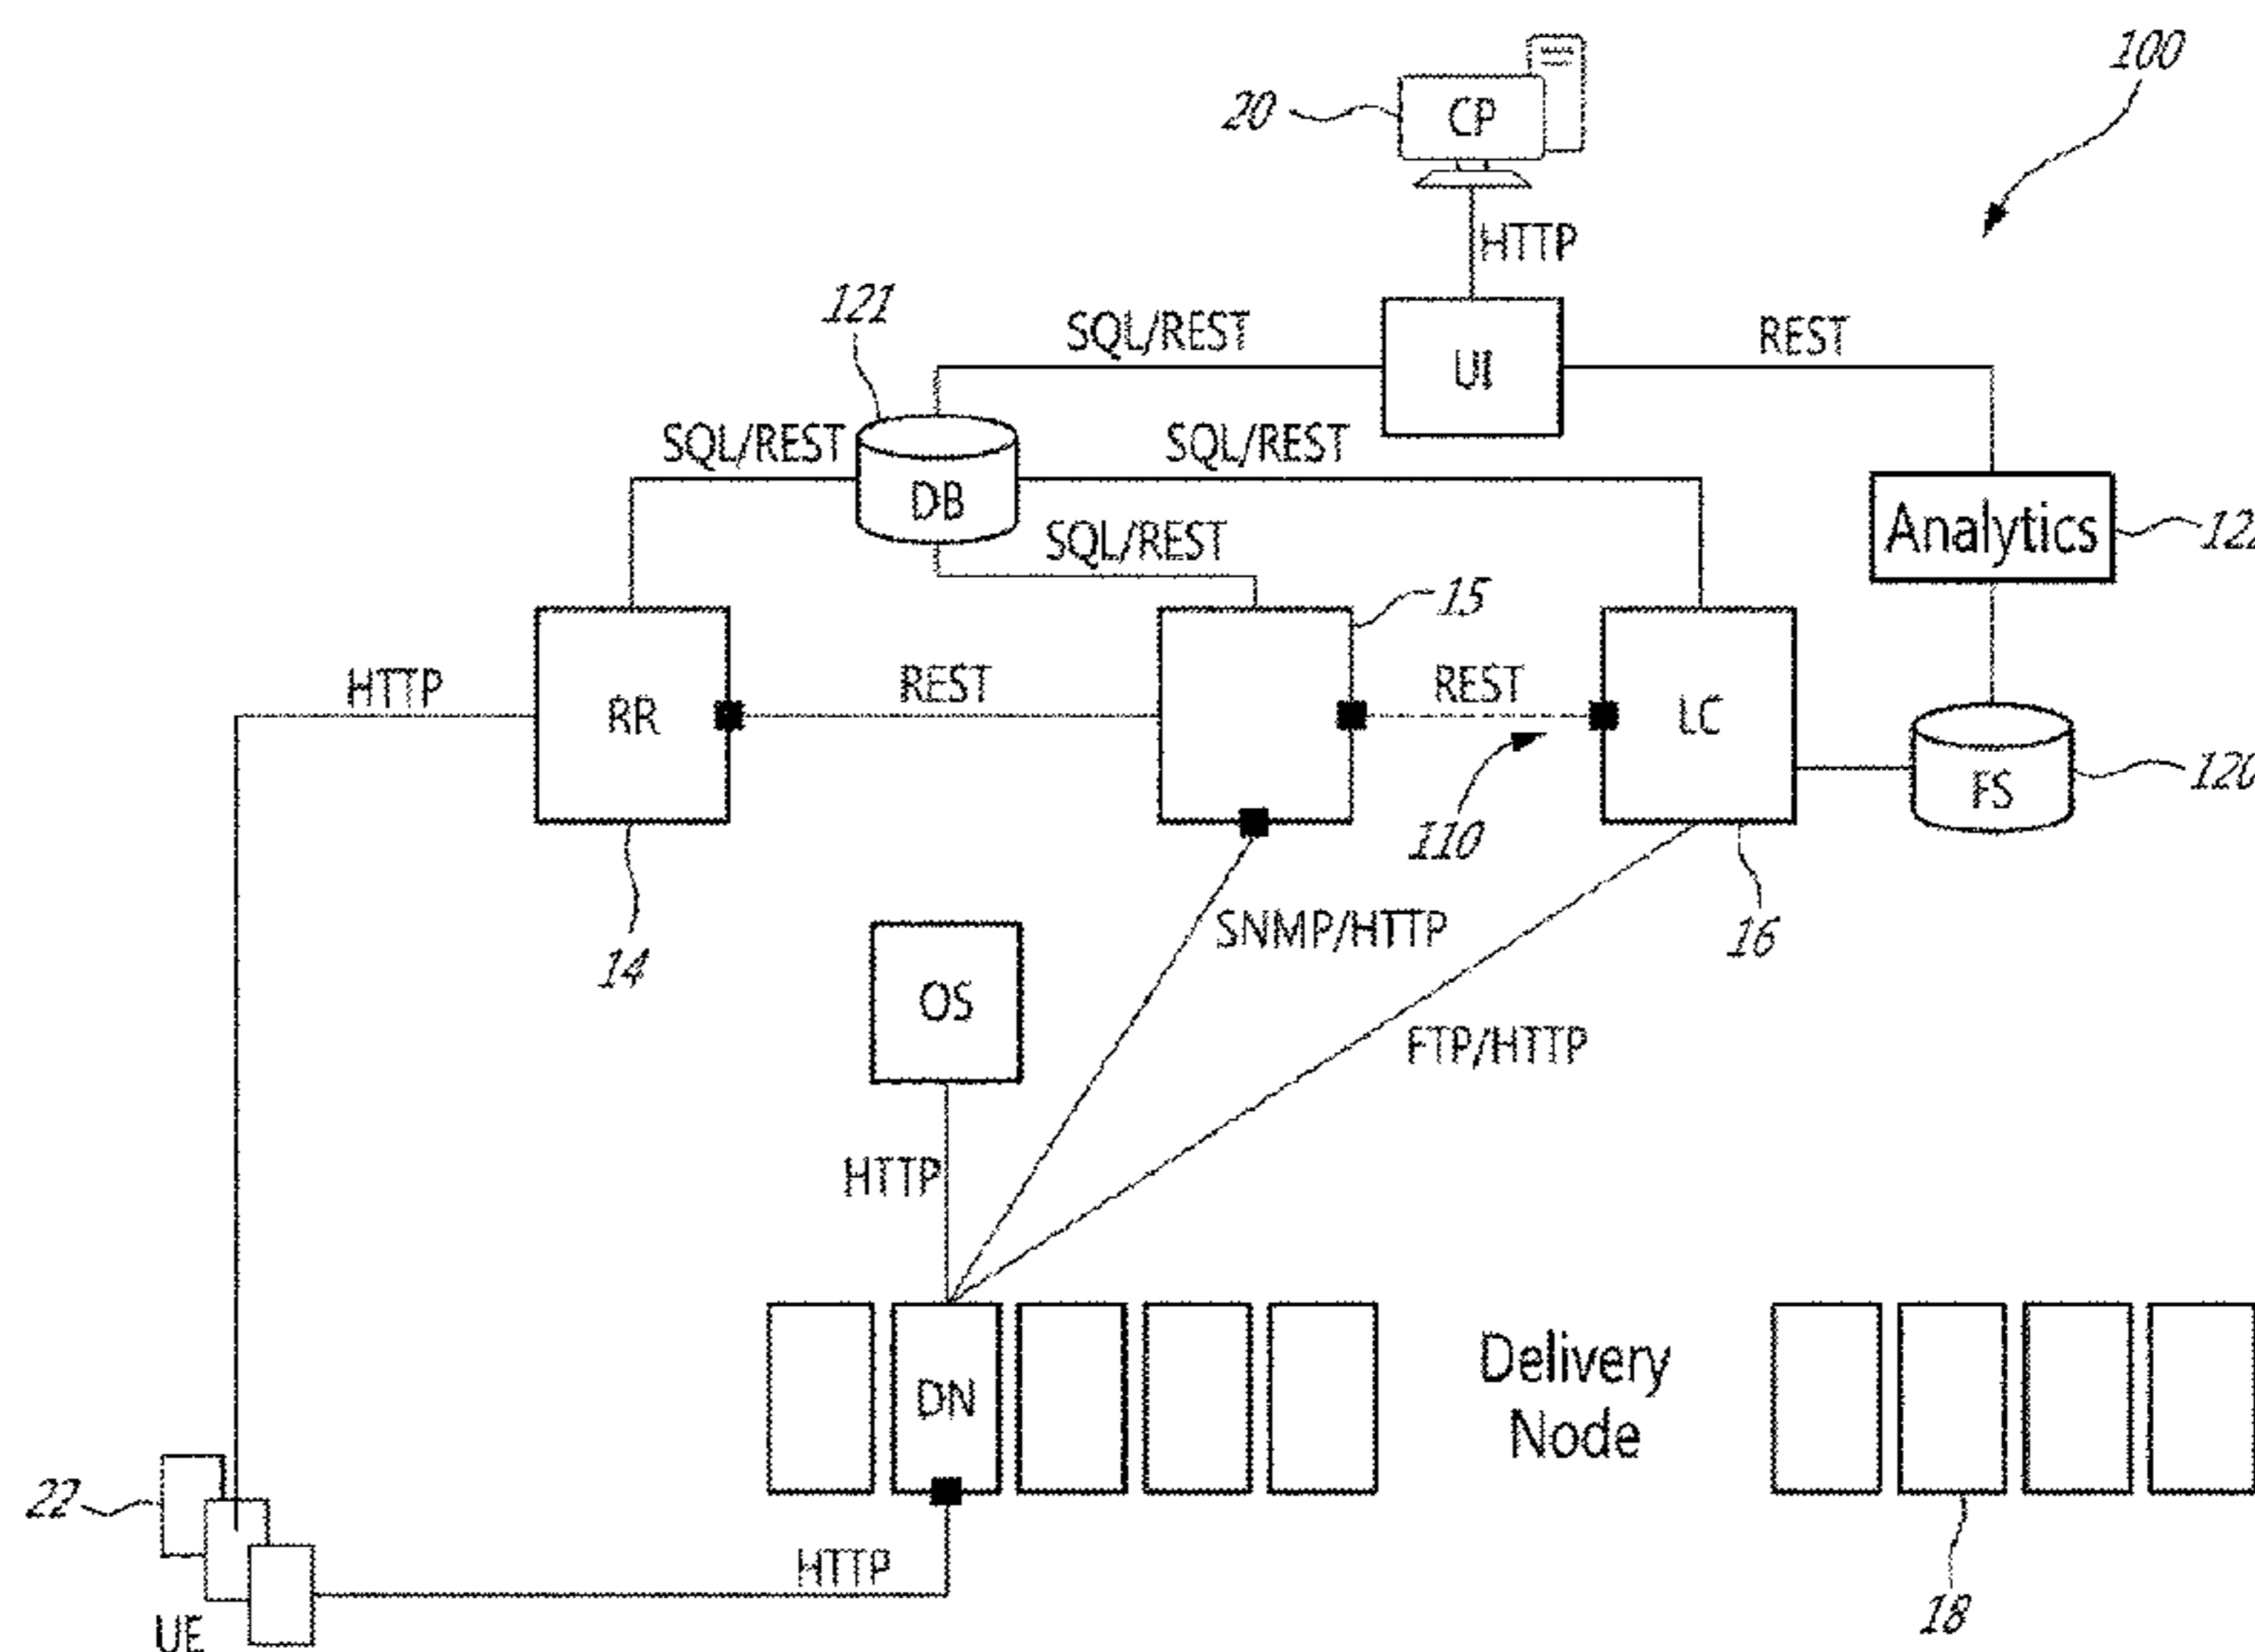 100
20
CP
HTTP
121
SQL/REST
UI
REST
SQL/REST
SQL/REST
DB
Analytics
SQL/REST
15
HTTP
RR
REST
REST
LC
FS
120
110
14
SNMP/HTTP
16
OS
FTP/HTTP
HTTP
DN
Delivery
Node
22
HTTP
UE
18